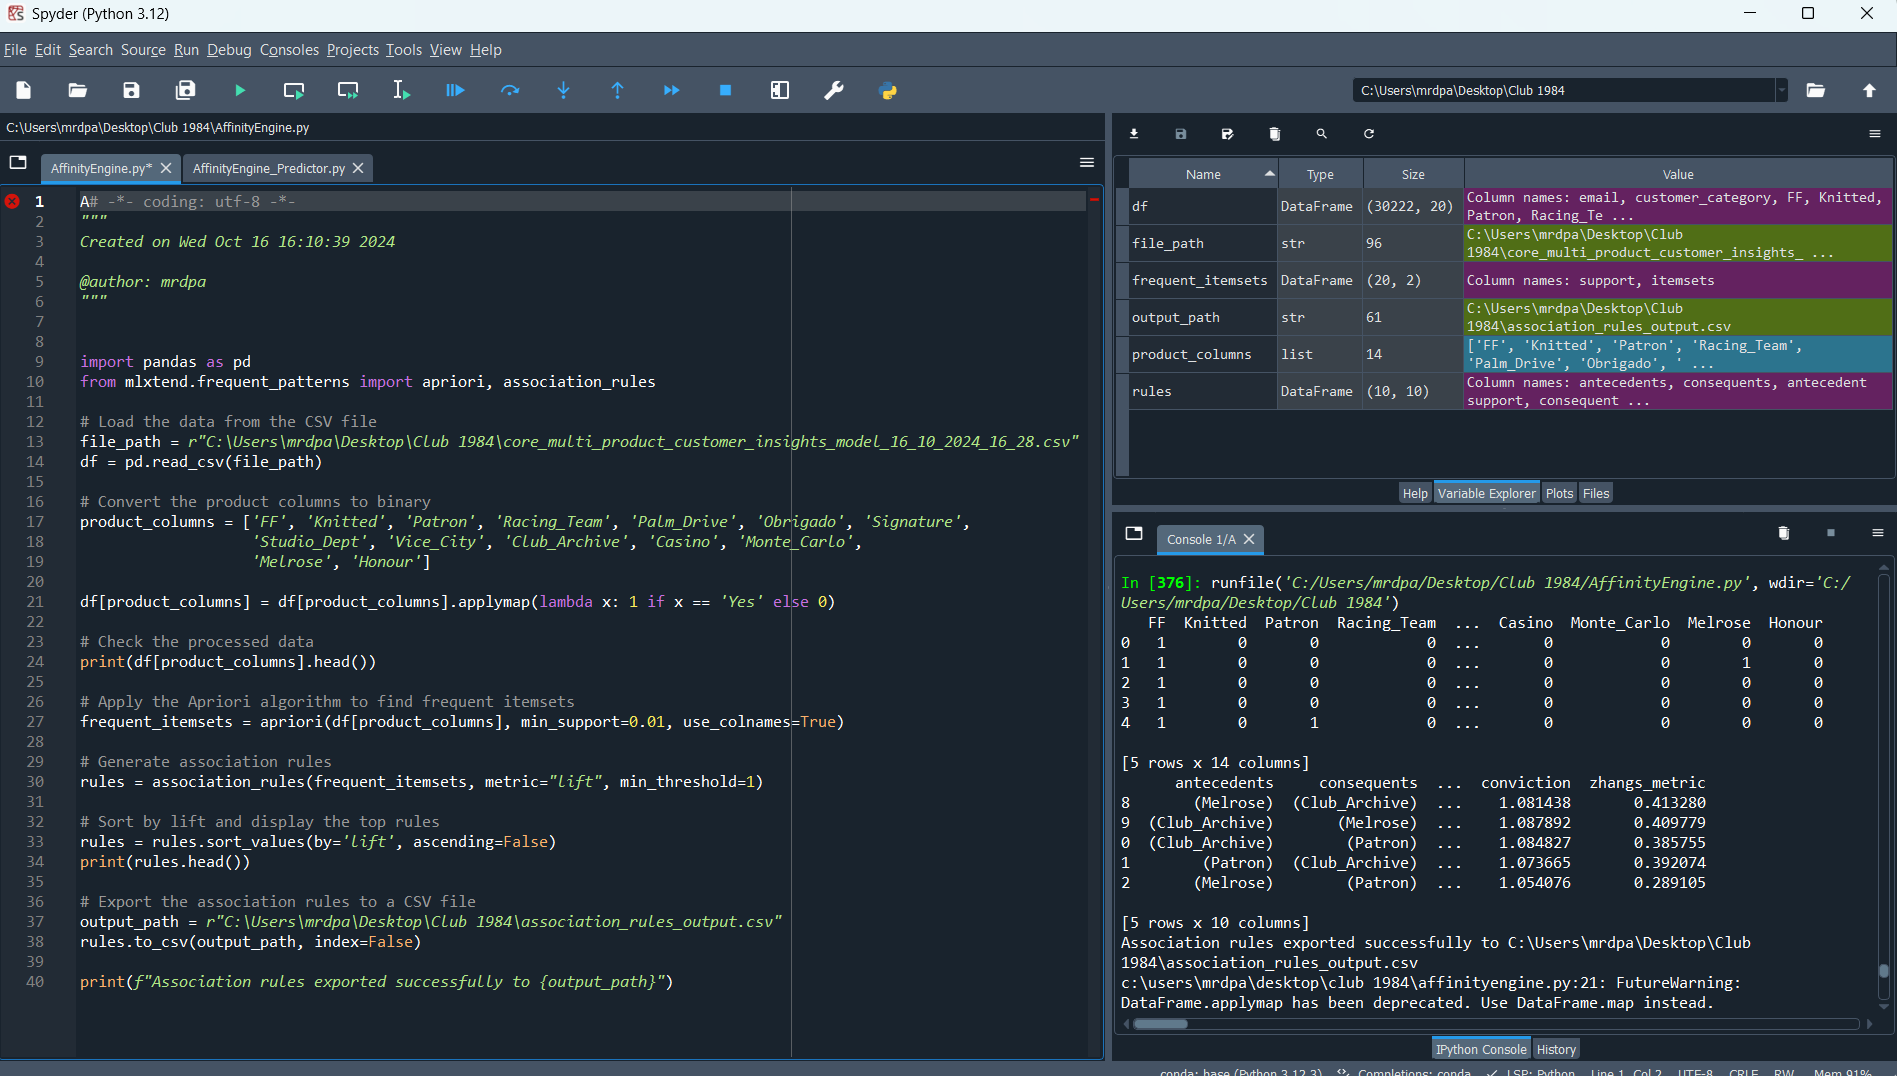 Spyder (Python 3.12)
File Edit Search Source Run Debug Consoles Projects Tools View Help
C:\Users\mrdpa\Desktop\Club 1984
C:\Users\mrdpa\Desktop\Club 1984\AffinityEngine.py
AffinityEngine.py*
AffinityEngine_Predictor.py
1 A# -*- coding: utf-8 -*-
2 """
3 Created on Wed Oct 16 16:10:39 2024
4
5 @author: mrdpa
6 """
7
8
9 import pandas as pd
10 from mlxtend.frequent_patterns import apriori, association_rules
11
12 # Load the data from the CSV file
13 file_path = r"C:\Users\mrdpa\Desktop\Club 1984\core_multi_product_customer_insights_model_16_10_2024_16_28.csv"
14 df = pd.read_csv(file_path)
15
16 # Convert the product columns to binary
17 product_columns = ['FF', 'Knitted', 'Patron', 'Racing_Team', 'Palm_Drive', 'Obrigado', 'Signature',
18 'Studio_Dept', 'Vice_City', 'Club_Archive', 'Casino', 'Monte_Carlo',
19 'Melrose', 'Honour']
20
21 df[product_columns] = df[product_columns].applymap(lambda x: 1 if x == 'Yes' else 0)
22
23 # Check the processed data
24 print(df[product_columns].head())
25
26 # Apply the Apriori algorithm to find frequent itemsets
27 frequent_itemsets = apriori(df[product_columns], min_support=0.01, use_colnames=True)
28
29 # Generate association rules
30 rules = association_rules(frequent_itemsets, metric="lift", min_threshold=1)
31
32 # Sort by lift and display the top rules
33 rules = rules.sort_values(by='lift', ascending=False)
34 print(rules.head())
35
36 # Export the association rules to a CSV file
37 output_path = r"C:\Users\mrdpa\Desktop\Club 1984\association_rules_output.csv"
38 rules.to_csv(output_path, index=False)
39
40 print(f"Association rules exported successfully to {output_path}")
Name Type Size Value
df DataFrame (30222, 20) Column names: email, customer_category, FF, Knitted,
Patron, Racing_Te ...
file_path str 96 C:\Users\mrdpa\Desktop\Club
1984\core_multi_product_customer_insights_ ...
frequent_itemsets DataFrame (20, 2) Column names: support, itemsets
output_path str 61 C:\Users\mrdpa\Desktop\Club
1984\association_rules_output.csv
product_columns list 14 ['FF', 'Knitted', 'Patron', 'Racing_Team',
'Palm_Drive', 'Obrigado', ' ...
rules DataFrame (10, 10) Column names: antecedents, consequents, antecedent
support, consequent ...
Help Variable Explorer Plots Files
Console 1/A
In [376]: runfile('C:/Users/mrdpa/Desktop/Club 1984/AffinityEngine.py', wdir='C:/
Users/mrdpa/Desktop/Club 1984')
FF Knitted Patron Racing_Team ... Casino Monte_Carlo Melrose Honour
0 1 0 0 0 ... 0 0 0 0
1 1 0 0 0 ... 0 0 1 0
2 1 0 0 0 ... 0 0 0 0
3 1 0 0 0 ... 0 0 0 0
4 1 0 1 0 ... 0 0 0 0
[5 rows x 14 columns]
antecedents consequents ... conviction zhangs_metric
8 (Melrose) (Club_Archive) ... 1.081438 0.413280
9 (Club_Archive) (Melrose) ... 1.087892 0.409779
0 (Club_Archive) (Patron) ... 1.084827 0.385755
1 (Patron) (Club_Archive) ... 1.073665 0.392074
2 (Melrose) (Patron) ... 1.054076 0.289105
[5 rows x 10 columns]
Association rules exported successfully to C:\Users\mrdpa\Desktop\Club
1984\association_rules_output.csv
c:\users\mrdpa\desktop\club 1984\affinityengine.py:21: FutureWarning:
DataFrame.applymap has been deprecated. Use DataFrame.map instead.
IPython Console History
conda: base (Python 3.12.3) Completions: conda LSP: Python Line 1, Col 2 UTF-8 CRLF RW Mem 91%